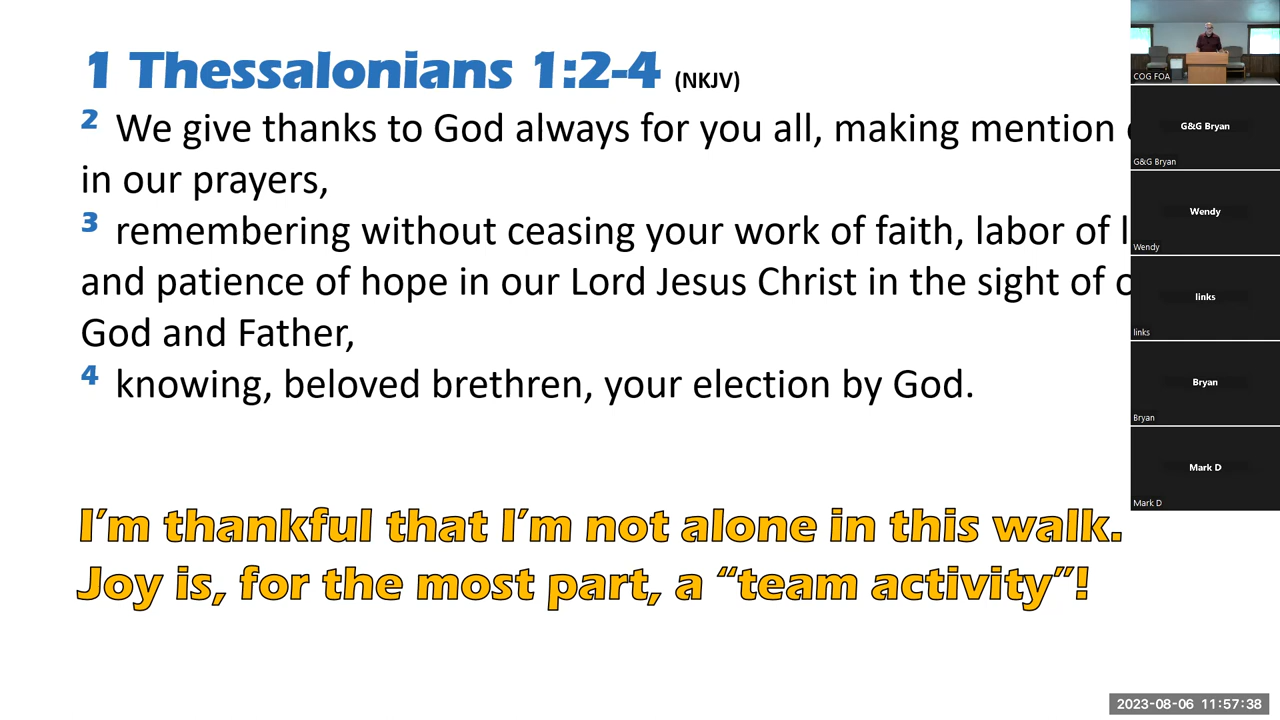 1 Thessalonians 1:2-4 (NKJV)
2 We give thanks to God always for you all, making mention
in our prayers,
3 remembering without ceasing your work of faith, labor of
and patience of hope in our Lord Jesus Christ in the sight of
God and Father,
4 knowing, beloved brethren, your election by God.
I'm thankful that I'm not alone in this walk.
Joy is, for the most part, a “team activity”!
COG FOA
G&G Bryan
G&G Bryan
Wendy
Wendy
links
links
Bryan
Bryan
Mark D
Mark D
2023-08-06 11:57:38